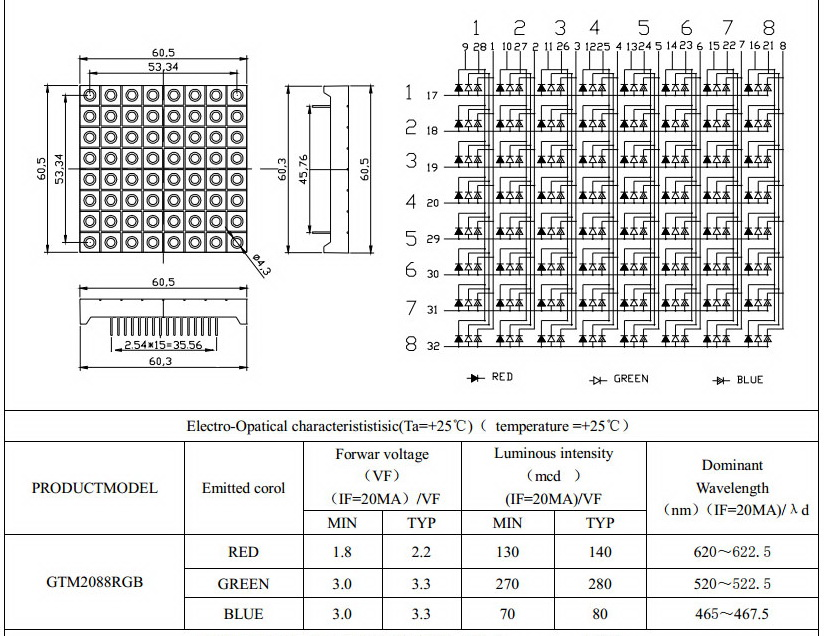 60,5
53,34
60,5
53,34
ø4,3
60,3
45,76
60,5
60,5
2.54*15=35.56
60,3
1 2 3 4 5 6 7 8
9 28 1 10 27 2 11 26 3 12 25 4 13 24 5 14 23 6 15 22 7 16 21 8
1 17
2 18
3 19
4 20
5 29
6 30
7 31
8 32
RED GREEN BLUE
Electro-Opatical characterististisic(Ta=+25℃)（ temperature =+25℃）
PRODUCTMODEL
Emitted corol
Forwar voltage
（VF）
（IF=20MA）/VF
Luminous intensity
(mcd ）
(IF=20MA)/VF
Dominant
Wavelength
（nm）（IF=20MA)/λd
MIN TYP MIN TYP
GTM2088RGB
RED 1.8 2.2 130 140 620～622.5
GREEN 3.0 3.3 270 280 520～522.5
BLUE 3.0 3.3 70 80 465～467.5